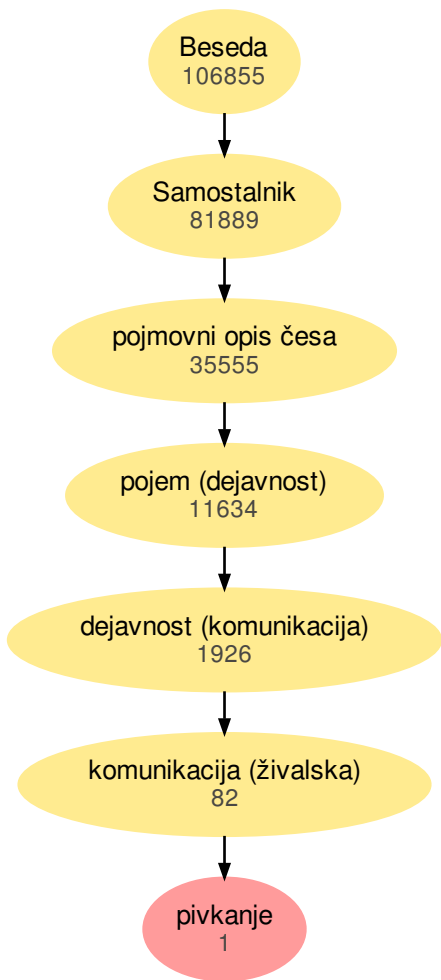 Beseda
106855
Samostalnik
81889
pojmovni opis česa
35555
pojem (dejavnost)
11634
dejavnost (komunikacija)
1926
komunikacija (živalska)
82
pivkanje
1